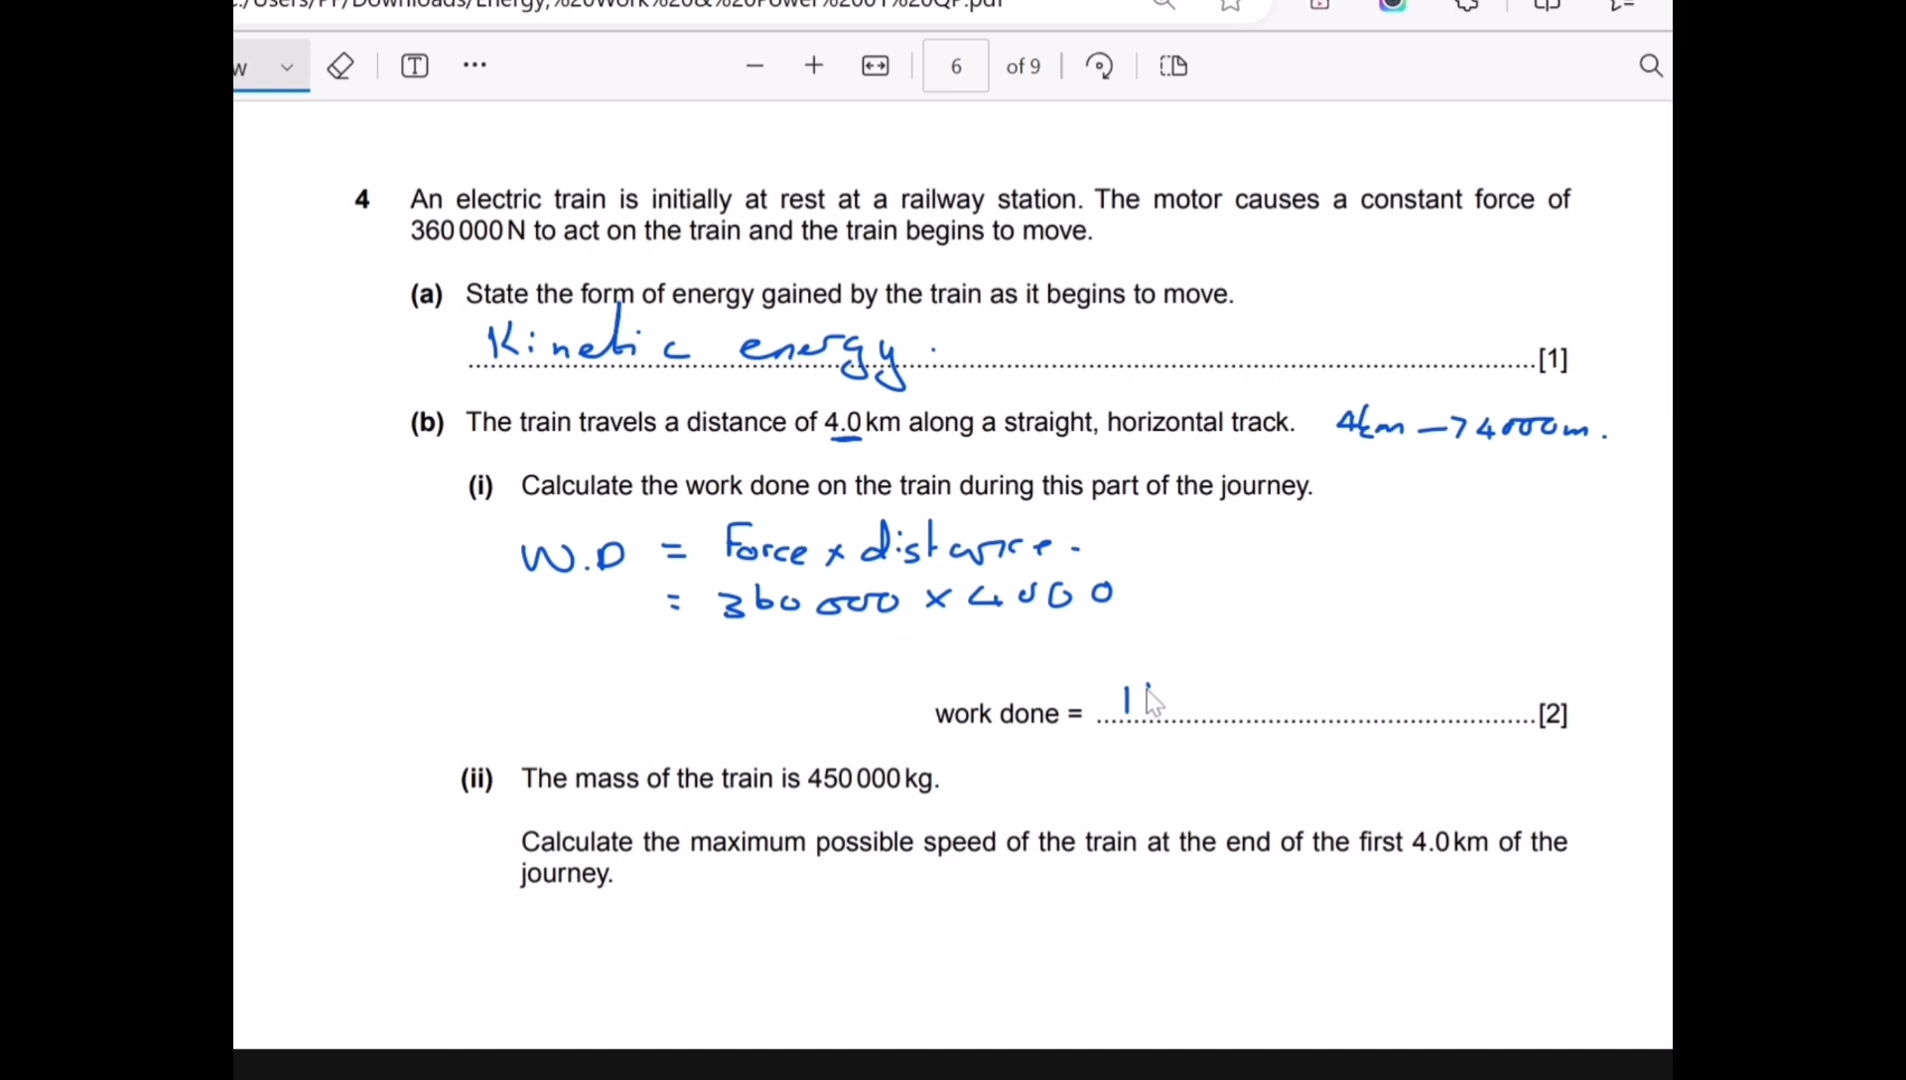 w 6 of 9
4 An electric train is initially at rest at a railway station. The motor causes a constant force of
360 000 N to act on the train and the train begins to move.
(a) State the form of energy gained by the train as it begins to move.
Kinetic energy. [1]
(b) The train travels a distance of 4.0 km along a straight, horizontal track. 4km → 4000m.
(i) Calculate the work done on the train during this part of the journey.
W.D = Force × distance.
= 360 000 × 4000
work done = [2]
(ii) The mass of the train is 450 000 kg.
Calculate the maximum possible speed of the train at the end of the first 4.0 km of the
journey.